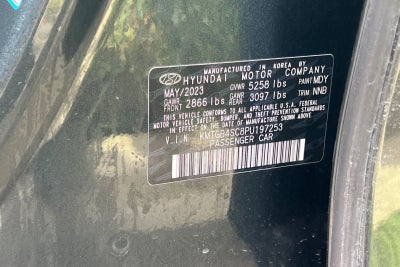 MANUFACTURED IN KOREA BY
HYUNDAI MOTOR COMPANY
MAY/2023 GVWR 5258 lbs PAINT MDY
GAWR FRONT 2866 lbs GAWR REAR 3097 lbs TRIM NNB
THIS VEHICLE CONFORMS TO ALL APPLICABLE U.S.A. FEDERAL
MOTOR VEHICLE SAFETY, BUMPER, AND THEFT PREVENTION STANDARDS
IN EFFECT ON THE DATE OF MANUFACTURE SHOWN ABOVE.
V.I.N. KMTGB4SC8PU197253
PASSENGER CAR